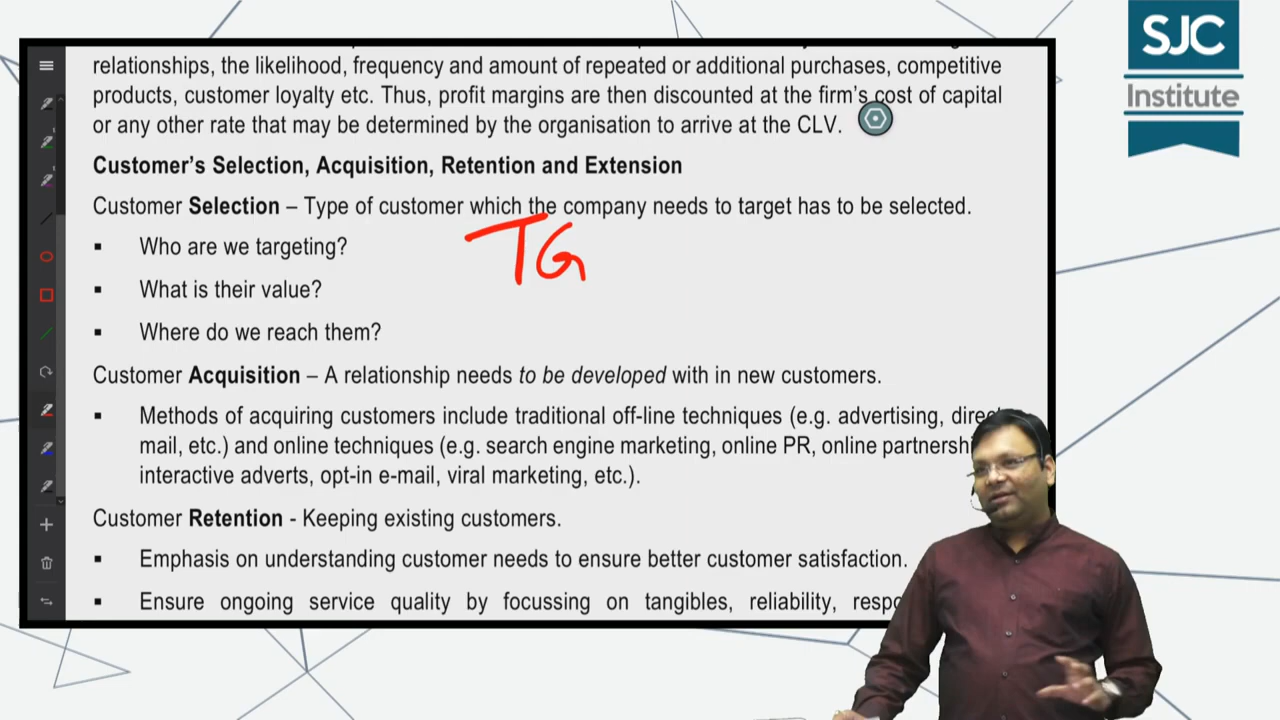 SJC
Institute
relationships, the likelihood, frequency and amount of repeated or additional purchases, competitive
products, customer loyalty etc. Thus, profit margins are then discounted at the firm's cost of capital
or any other rate that may be determined by the organisation to arrive at the CLV.
Customer's Selection, Acquisition, Retention and Extension
Customer Selection – Type of customer which the company needs to target has to be selected.
▪ Who are we targeting?
TG
▪ What is their value?
▪ Where do we reach them?
Customer Acquisition – A relationship needs to be developed with in new customers.
▪ Methods of acquiring customers include traditional off-line techniques (e.g. advertising, direct
mail, etc.) and online techniques (e.g. search engine marketing, online PR, online
interactive adverts, opt-in e-mail, viral marketing, etc.).
Customer Retention - Keeping existing customers.
▪ Emphasis on understanding customer needs to ensure better customer satisfaction.
▪ Ensure ongoing service quality by focussing on tangibles, reliability,